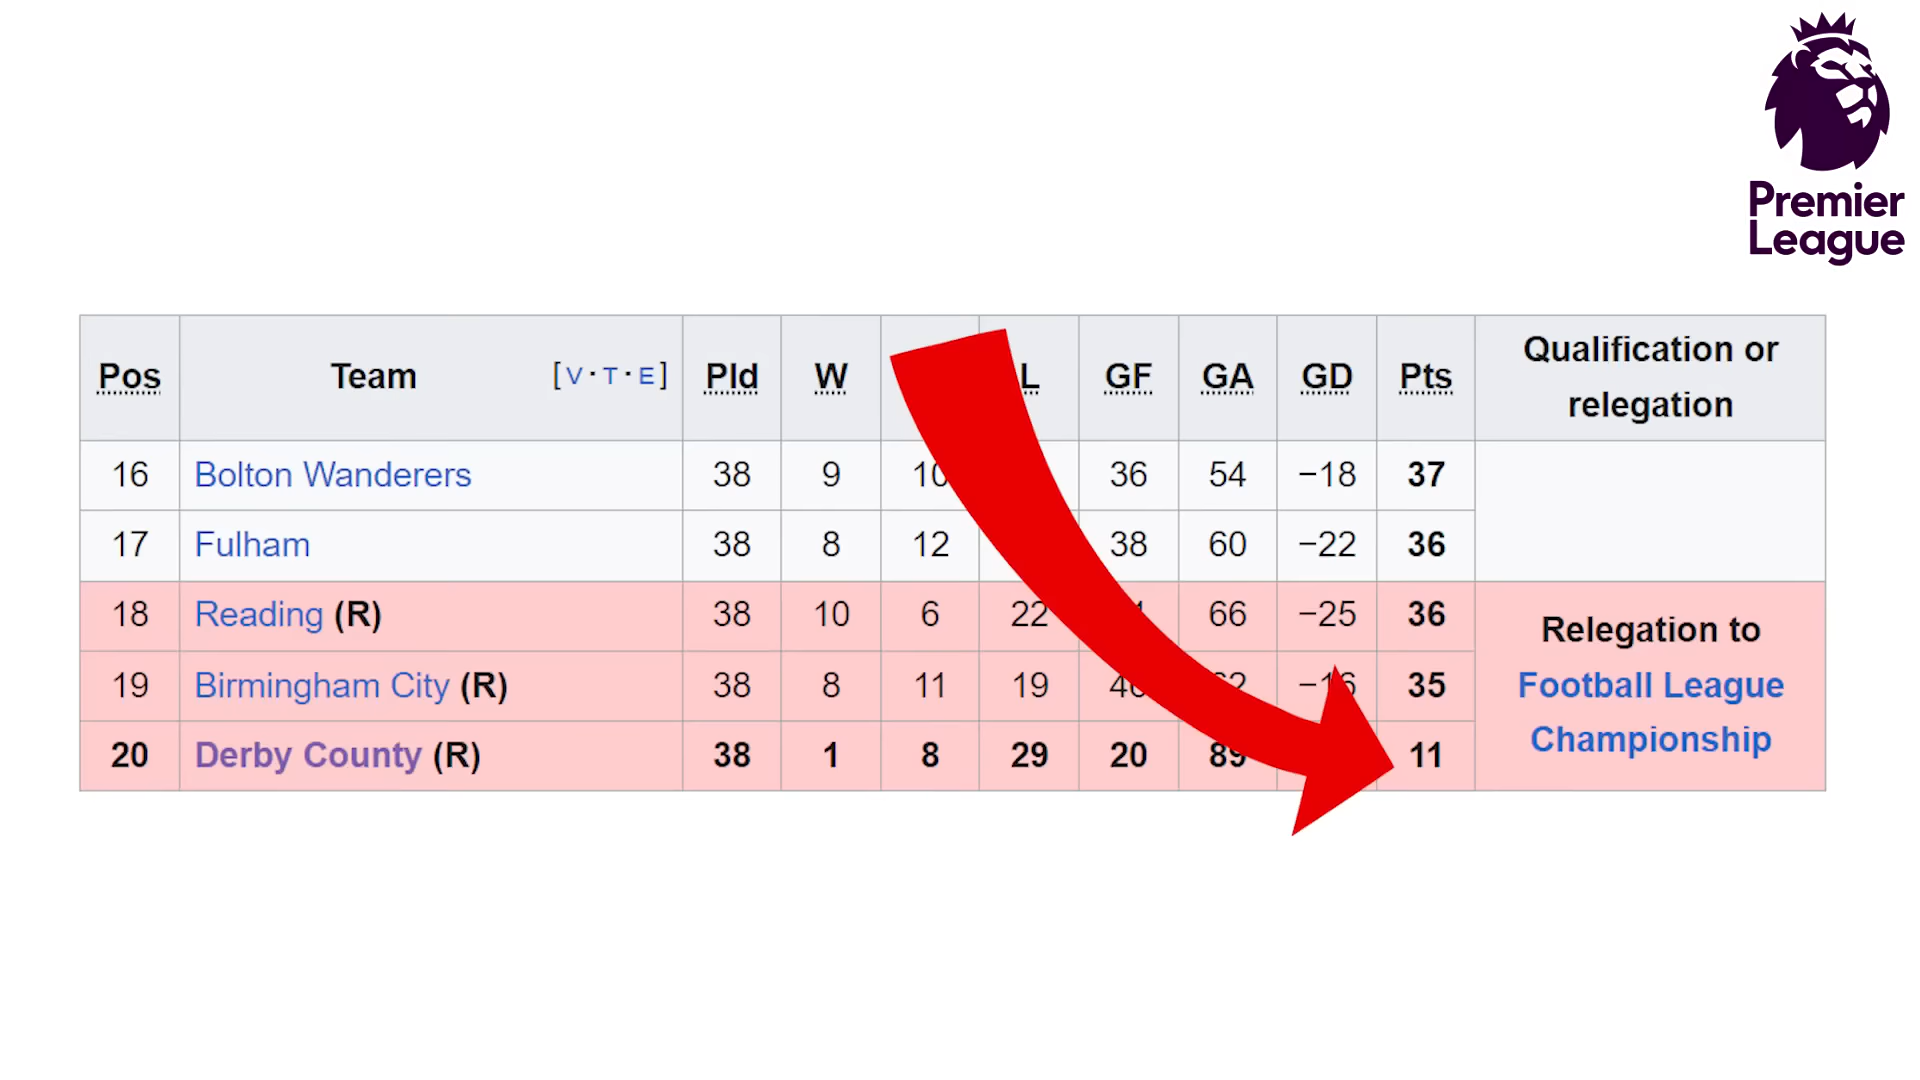 Premier
League
Pos Team [V·T·E] Pld W L GF GA GD Pts Qualification or
relegation
16 Bolton Wanderers 38 9 10 36 54 −18 37
17 Fulham 38 8 12 38 60 −22 36
18 Reading (R) 38 10 6 22 66 −25 36
Relegation to
19 Birmingham City (R) 38 8 11 19 35
Football League
Championship
20 Derby County (R) 38 1 8 29 20 89 11